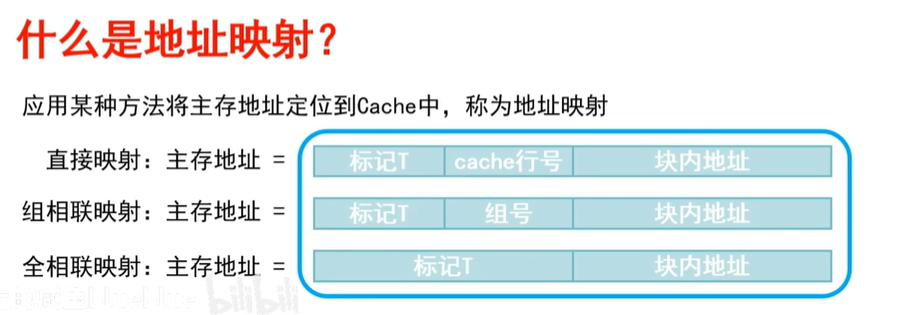 什么是地址映射？
应用某种方法将主存地址定位到Cache中，称为地址映射
直接映射：主存地址 = 标记T cache行号 块内地址
组相联映射：主存地址 = 标记T 组号 块内地址
全相联映射：主存地址 = 标记T 块内地址
bilibili